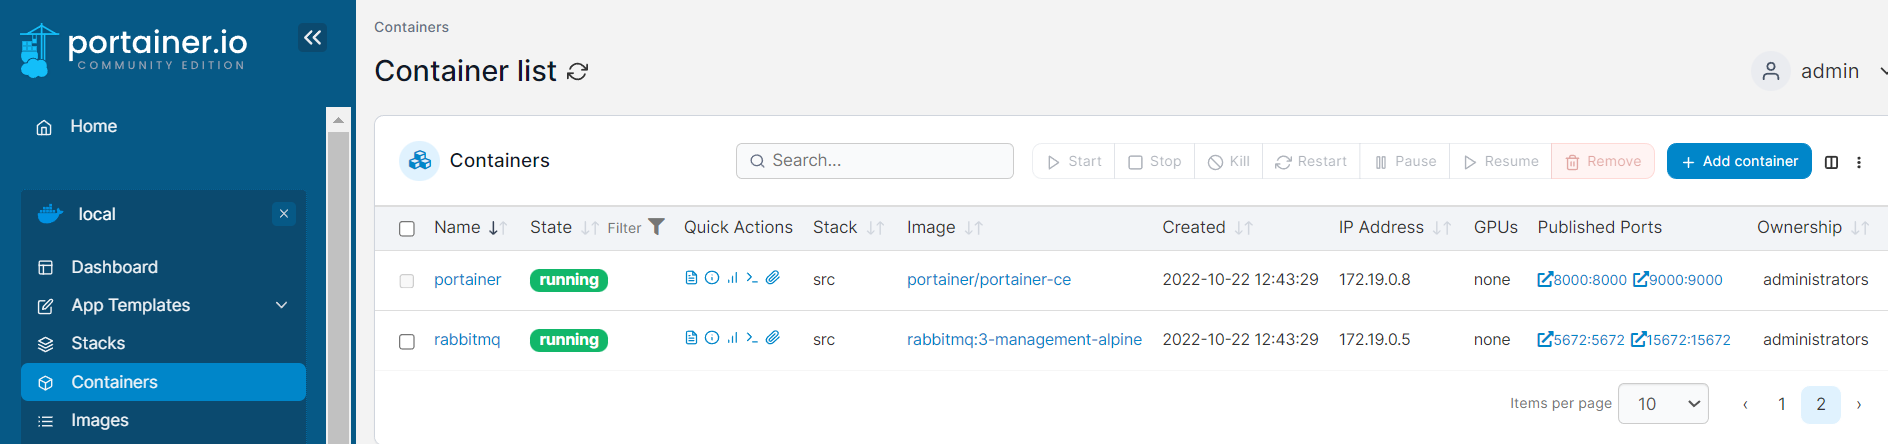 portainer.io
COMMUNITY EDITION
Home
local
Dashboard
App Templates
Stacks
Containers
Images
Containers
Container list
admin
Containers
Search...
Start
Stop
Kill
Restart
Pause
Resume
Remove
+ Add container
Name State Filter Quick Actions Stack Image Created IP Address GPUs Published Ports Ownership
portainer running src portainer/portainer-ce 2022-10-22 12:43:29 172.19.0.8 none 8000:8000 9000:9000 administrators
rabbitmq running src rabbitmq:3-management-alpine 2022-10-22 12:43:29 172.19.0.5 none 5672:5672 15672:15672 administrators
Items per page 10 ‹ 1 2 ›